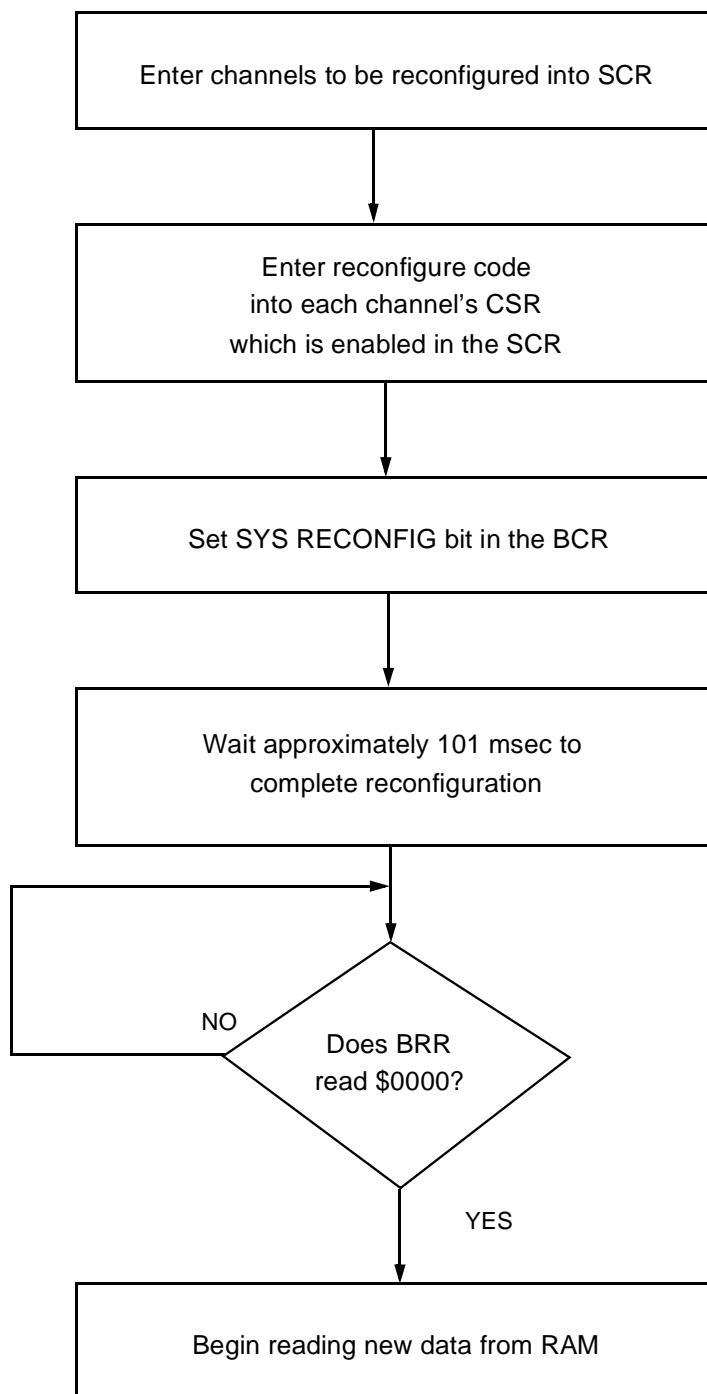 Enter channels to be reconfigured into SCR
Enter reconfigure code
into each channel's CSR
which is enabled in the SCR
Set SYS RECONFIG bit in the BCR
Wait approximately 101 msec to
complete reconfiguration
NO
Does BRR
read $0000?
YES
Begin reading new data from RAM